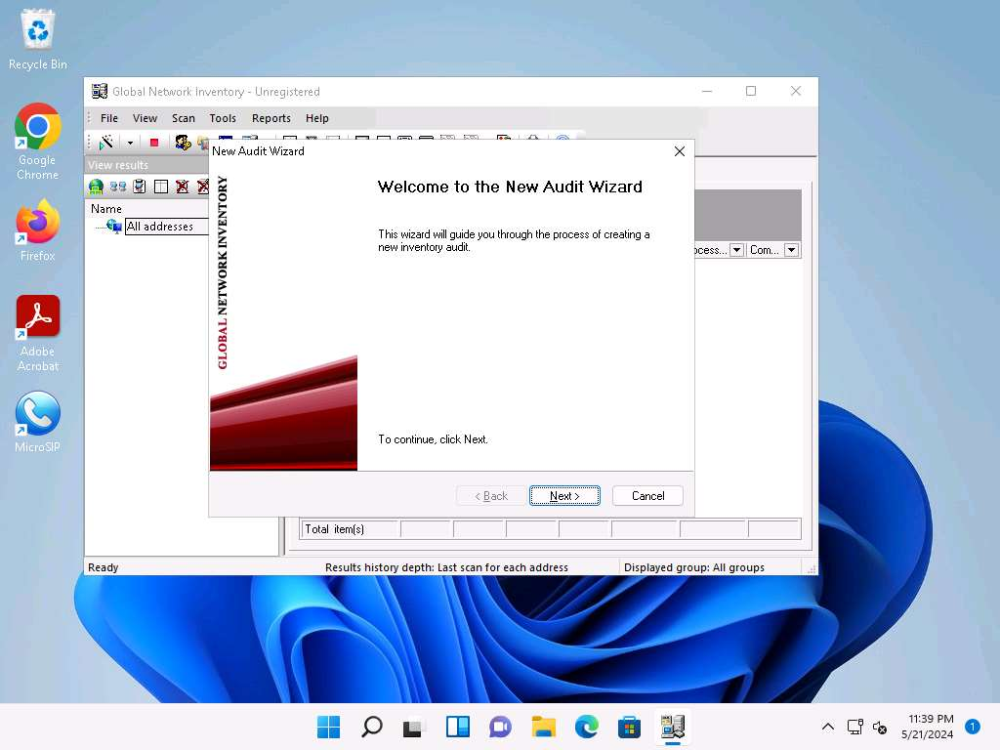 Recycle Bin
Google
Chrome
Firefox
Adobe
Acrobat
MicroSIP
Global Network Inventory - Unregistered
File View Scan Tools Reports Help
View results
Name
All addresses
New Audit Wizard
GLOBAL NETWORK INVENTORY
Welcome to the New Audit Wizard
This wizard will guide you through the process of creating a
new inventory audit.
To continue, click Next.
< Back Next > Cancel
ocess... Com...
Total item(s)
Ready Results history depth: Last scan for each address Displayed group: All groups
11:39 PM
5/21/2024
1